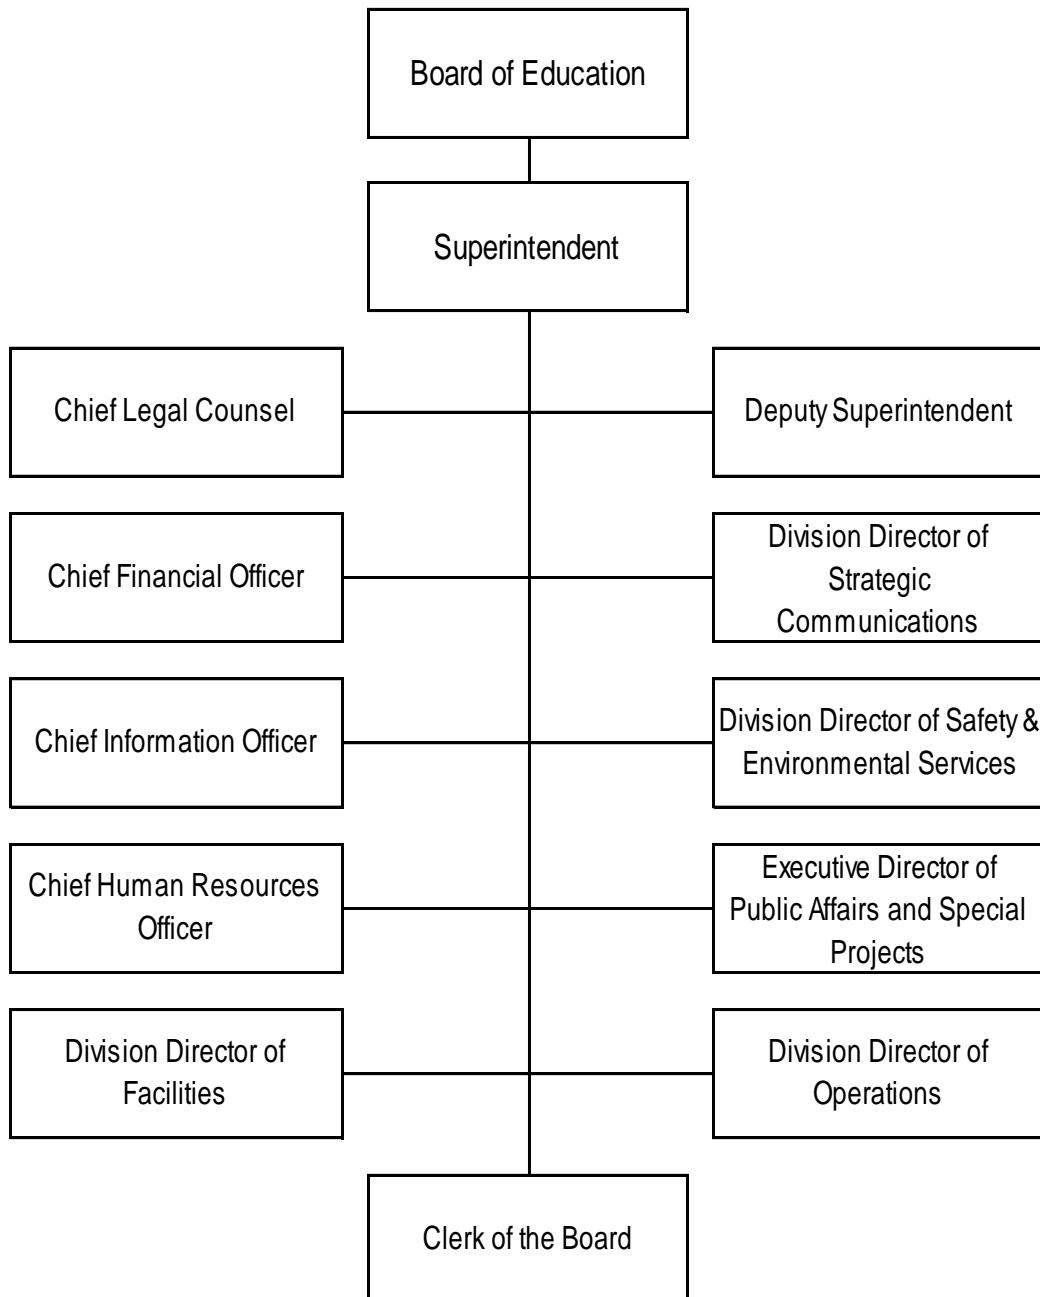 Board of Education
Superintendent
Chief Legal Counsel
Deputy Superintendent
Chief Financial Officer
Division Director of
Strategic
Communications
Chief Information Officer
Division Director of Safety &
Environmental Services
Chief Human Resources
Officer
Executive Director of
Public Affairs and Special
Projects
Division Director of
Facilities
Division Director of
Operations
Clerk of the Board